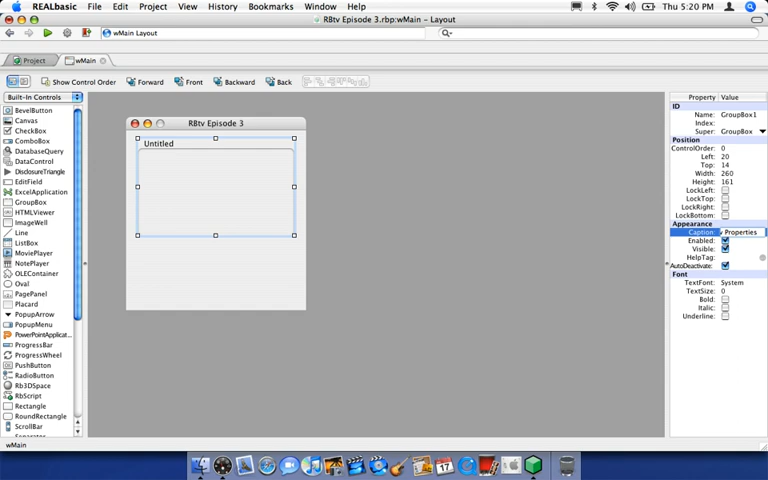 REALbasic File Edit Project View History Bookmarks Window Help Thu 5:20 PM
RBtv Episode 3.rbp:wMain – Layout
wMain Layout
Project wMain
Show Control Order Forward Front Backward Back
Built-In Controls
BevelButton
Canvas
CheckBox
ComboBox
DatabaseQuery
DataControl
DisclosureTriangle
EditField
ExcelApplication
GroupBox
HTMLViewer
ImageWell
Line
ListBox
MoviePlayer
NotePlayer
OLEContainer
Oval
PagePanel
Placard
PopupArrow
PopupMenu
PowerPointApplicat...
ProgressBar
ProgressWheel
PushButton
RadioButton
Rb3DSpace
RbScript
Rectangle
RoundRectangle
ScrollBar
RBtv Episode 3
Untitled
Property Value
ID
Name: GroupBox1
Index:
Super: GroupBox
Position
ControlOrder: 0
Left: 20
Top: 14
Width: 260
Height: 161
LockLeft:
LockTop:
LockRight:
LockBottom:
Appearance
Caption: Properties
Enabled:
Visible:
HelpTag:
AutoDeactivate:
Font
TextFont: System
TextSize: 0
Bold:
Italic:
Underline:
wMain
17